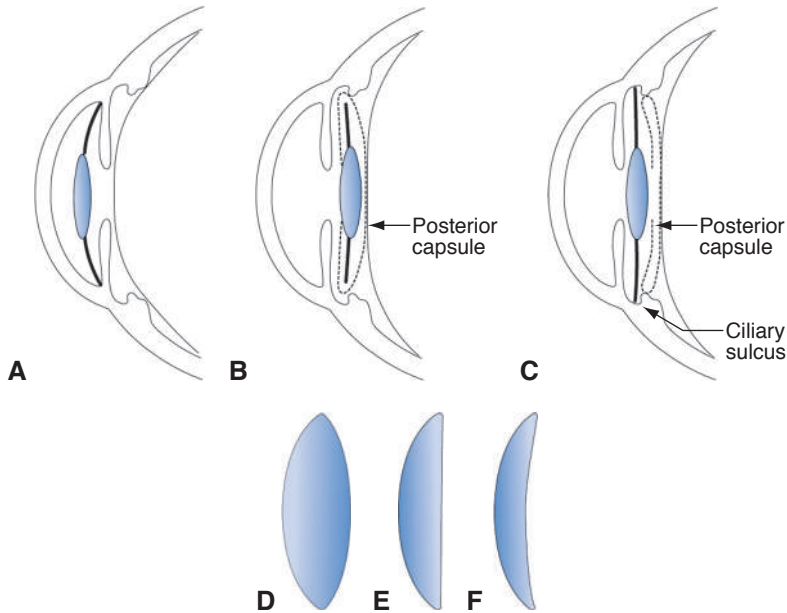 Posterior
capsule
Posterior
capsule
Ciliary
sulcus
A
B
C
D
E
F